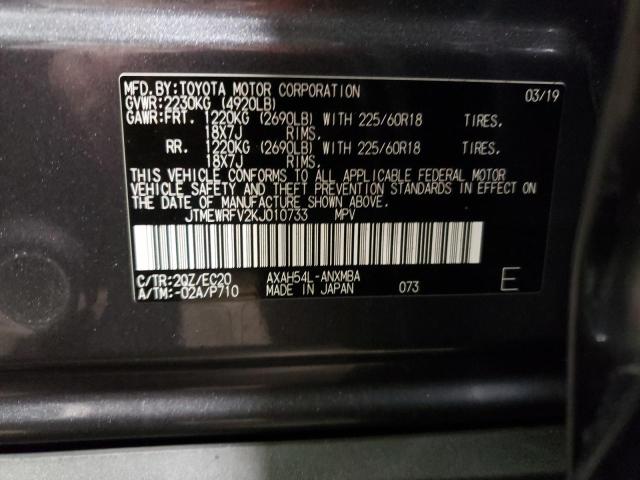 MFD.BY:TOYOTA MOTOR CORPORATION 03/19
GVWR:2230KG (4920LB)
GAWR:FRT. 1220KG (2690LB) WITH 225/60R18 TIRES.
18X7J RIMS.
RR. 1220KG (2690LB) WITH 225/60R18 TIRES.
18X7J RIMS.
THIS VEHICLE CONFORMS TO ALL APPLICABLE FEDERAL MOTOR
VEHICLE SAFETY AND THEFT PREVENTION STANDARDS IN EFFECT ON
THE DATE OF MANUFACTURE SHOWN ABOVE.
JTMEWRFV2KJ010733 MPV
C/TR:2QZ/EC20 AXAH54L-ANXMBA
A/TM:-02A/P710 MADE IN JAPAN 073 E